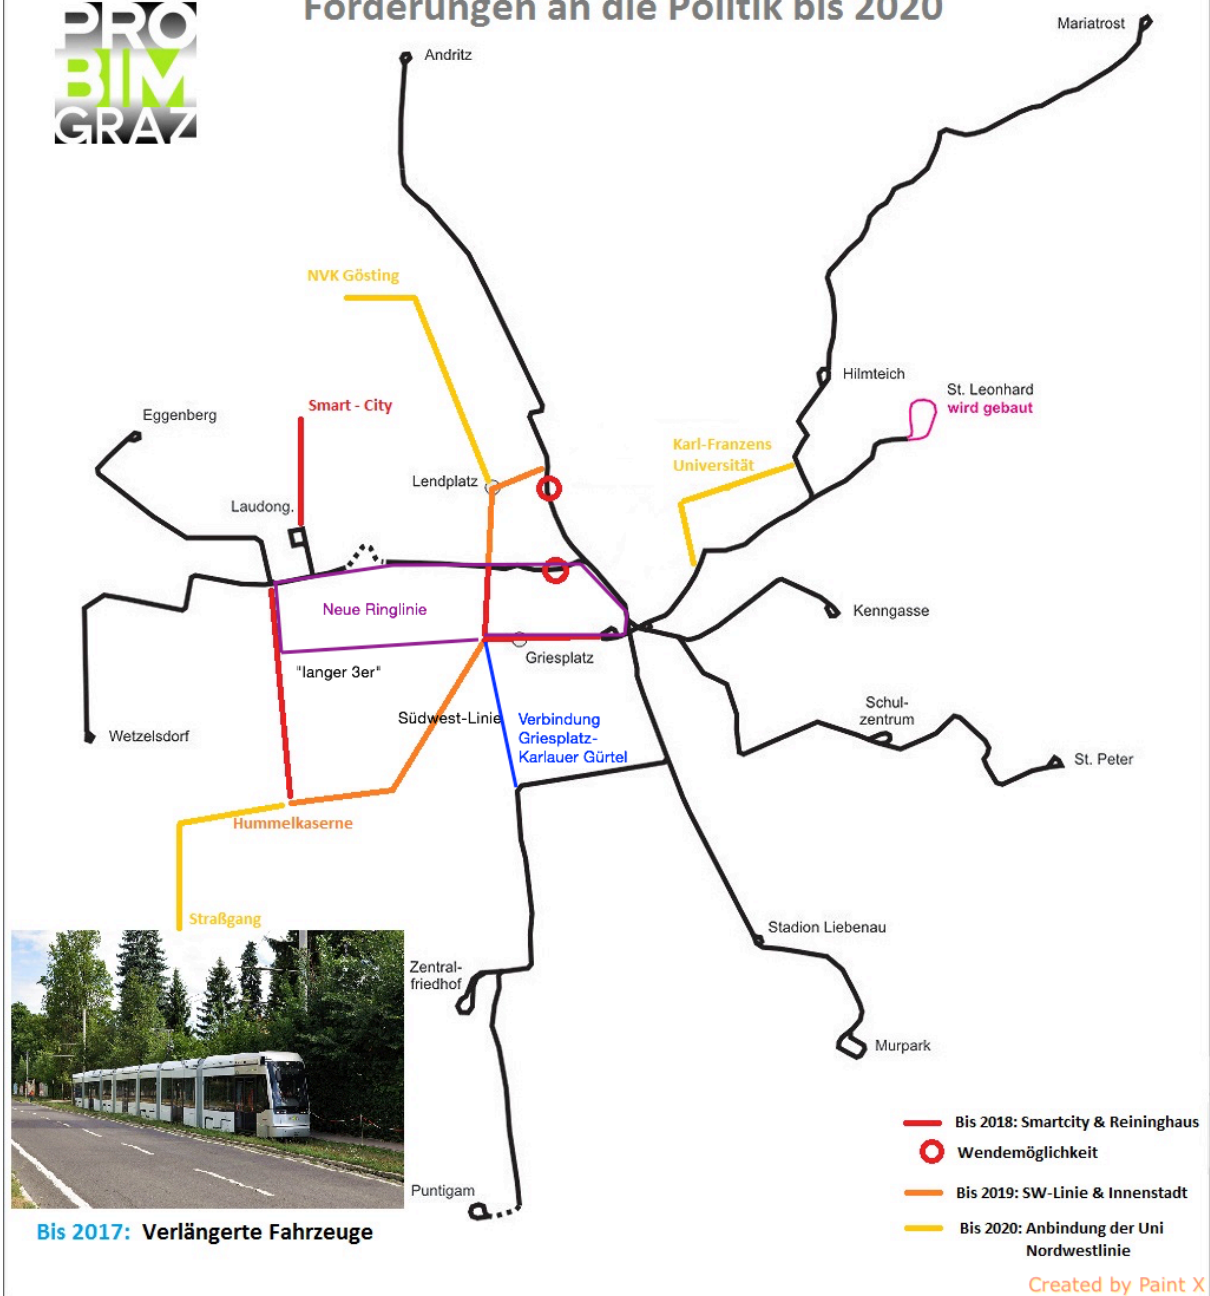 Forderungen an die Politik bis 2020
PRO
BIM
GRAZ
Mariatrost
Andritz
NVK Gösting
Hilmteich
St. Leonhard
wird gebaut
Smart - City
Eggenberg
Karl-Franzens
Universität
Lendplatz
Laudong.
Neue Ringlinie
Kenngasse
Griesplatz
"langer 3er"
Schul-
zentrum
Südwest-Linie
Verbindung
Griesplatz-
Karlauer Gürtel
Wetzelsdorf
St. Peter
Hummelkaserne
Straßgang
Stadion Liebenau
Zentral-
friedhof
Murpark
Puntigam
Bis 2018: Smartcity & Reininghaus
Wendemöglichkeit
Bis 2019: SW-Linie & Innenstadt
Bis 2020: Anbindung der Uni
Nordwestlinie
Bis 2017: Verlängerte Fahrzeuge
Created by Paint X